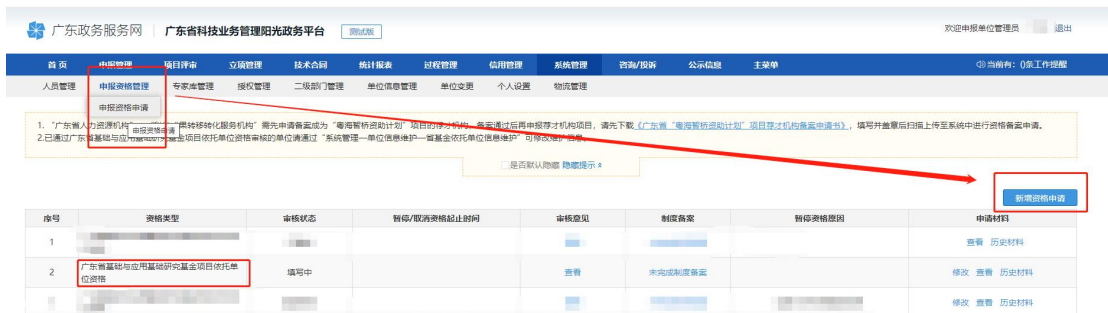 广东政务服务网 广东省科技业务管理阳光政务平台 测试版 欢迎申报单位管理员 退出
首 页 申报管理 项目评审 立项管理 技术合同 统计报表 过程管理 信用管理 系统管理 咨询/投诉 公示信息 主菜单 当前有：()条工作提醒
人员管理 申报资格管理 专家库管理 授权管理 二级部门管理 单位信息管理 单位变更 个人设置 物流管理
申报资格申请
申报资格申请
1. "广东省人力资源机构" 果转移转化服务机构"需先申请备案成为"粤海智桥资助计划"项目的荐才机构，备案通过后再申报荐才机构项目，请先下载《广东省"粤海智桥资助计划"项目荐才机构备案申请书》，填写并盖章后扫描上传至系统中进行资格备案申请。
2.已通过广东省基础与应用基础研究基金项目依托单位资格审核的单位请通过"系统管理—单位信息维护—省基金依托单位信息维护"可修改维护信息。
是否默认隐藏 隐藏提示
新增资格申请
序号 资格类型 审核状态 暂停/取消资格起止时间 审核意见 制度备案 暂停资格原因 申请材料
1 查看 历史材料
2 广东省基础与应用基础研究基金项目依托单 填写中 查看 未完成制度备案 修改 查看 历史材料
位资格
修改 查看 历史材料